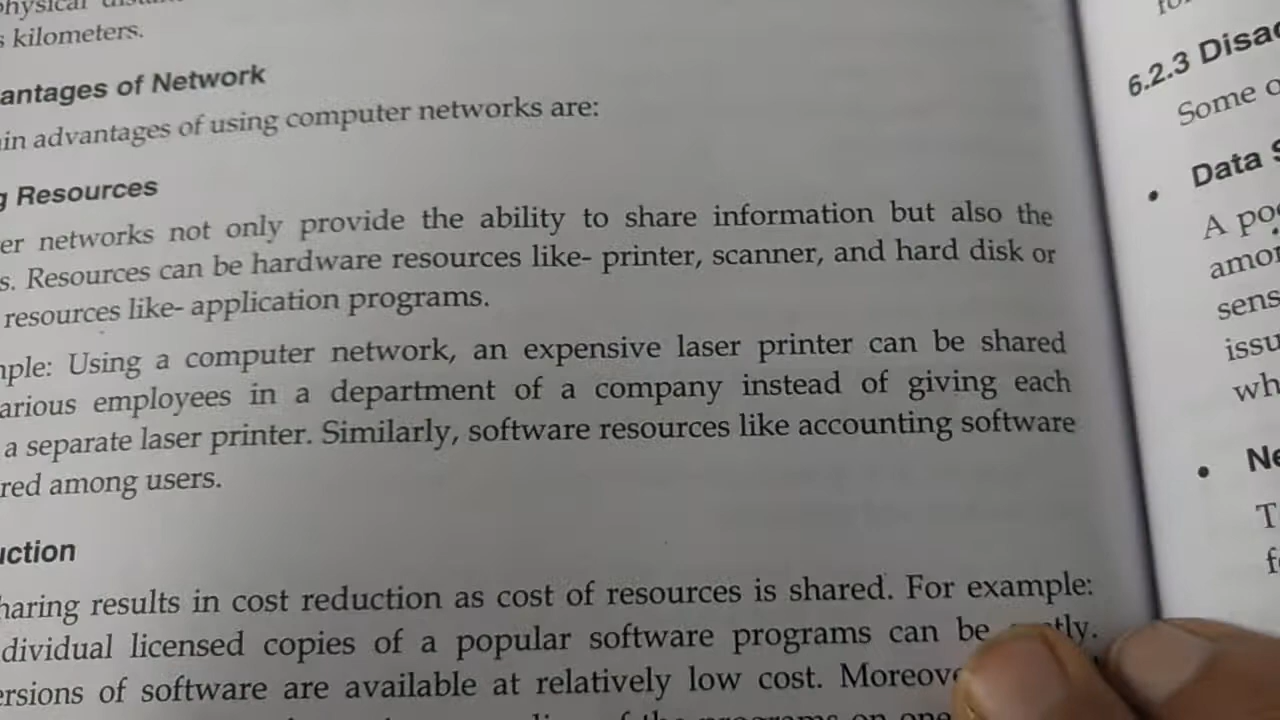 s kilometers.
antages of Network
in advantages of using computer networks are:
g Resources
er networks not only provide the ability to share information but also the
s. Resources can be hardware resources like- printer, scanner, and hard disk or
resources like- application programs.
mple: Using a computer network, an expensive laser printer can be shared
arious employees in a department of a company instead of giving each
a separate laser printer. Similarly, software resources like accounting software
red among users.
uction
haring results in cost reduction as cost of resources is shared. For example:
dividual licensed copies of a popular software programs can be
ersions of software are available at relatively low cost.
6.2.3 Disad
Some o
• Data S
A poo
amon
sens
issu
wh
• Ne
T